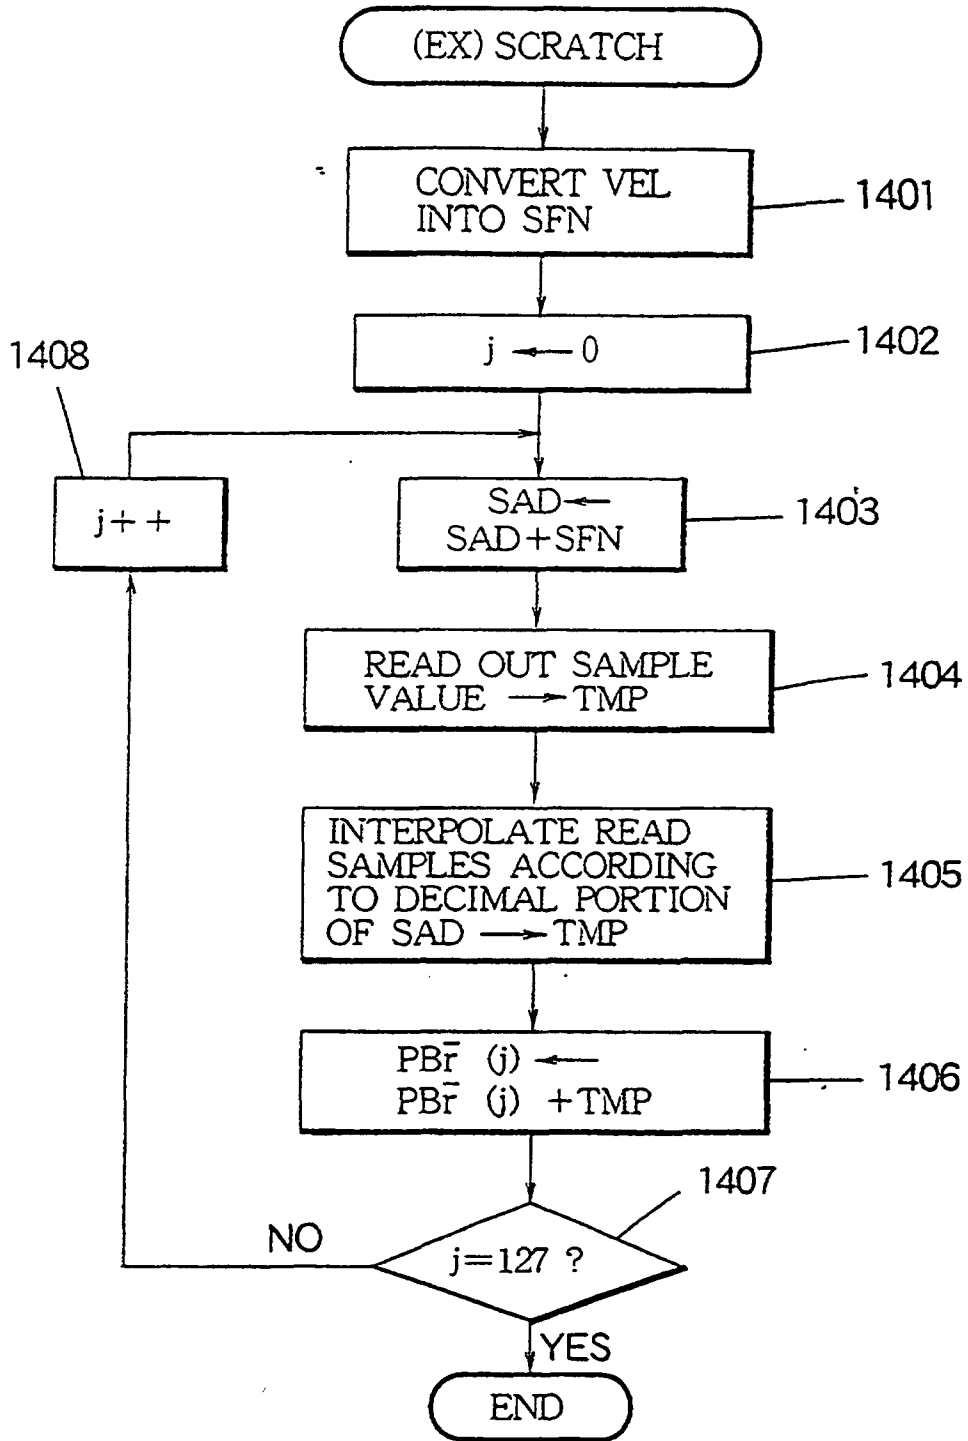 (EX) SCRATCH
CONVERT VEL
INTO SFN
1401
j ← 0
1402
1408
j++
SAD←
SAD+SFN
1403
READ OUT SAMPLE
VALUE → TMP
1404
INTERPOLATE READ
SAMPLES ACCORDING
TO DECIMAL PORTION
OF SAD → TMP
1405
PBr̄ (j) ←
PBr̄ (j) +TMP
1406
1407
j=127 ?
NO
YES
END